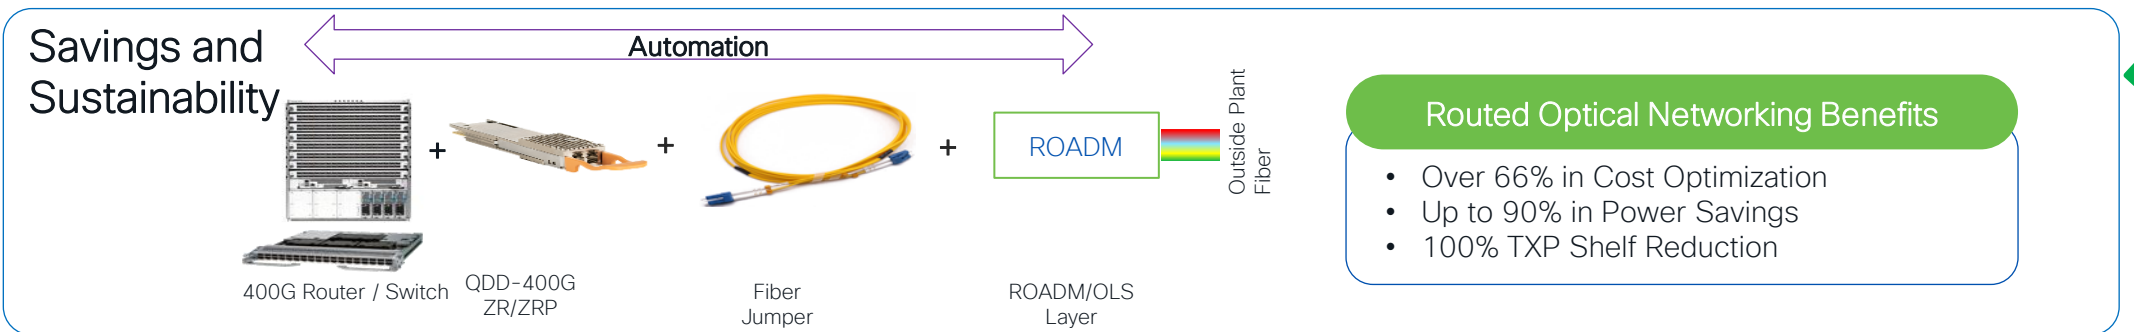 Savings and
Sustainability
Automation
+
+
+
ROADM
Outside Plant
Fiber
400G Router / Switch
QDD-400G
ZR/ZRP
Fiber
Jumper
ROADM/OLS
Layer
Routed Optical Networking Benefits
• Over 66% in Cost Optimization
• Up to 90% in Power Savings
• 100% TXP Shelf Reduction